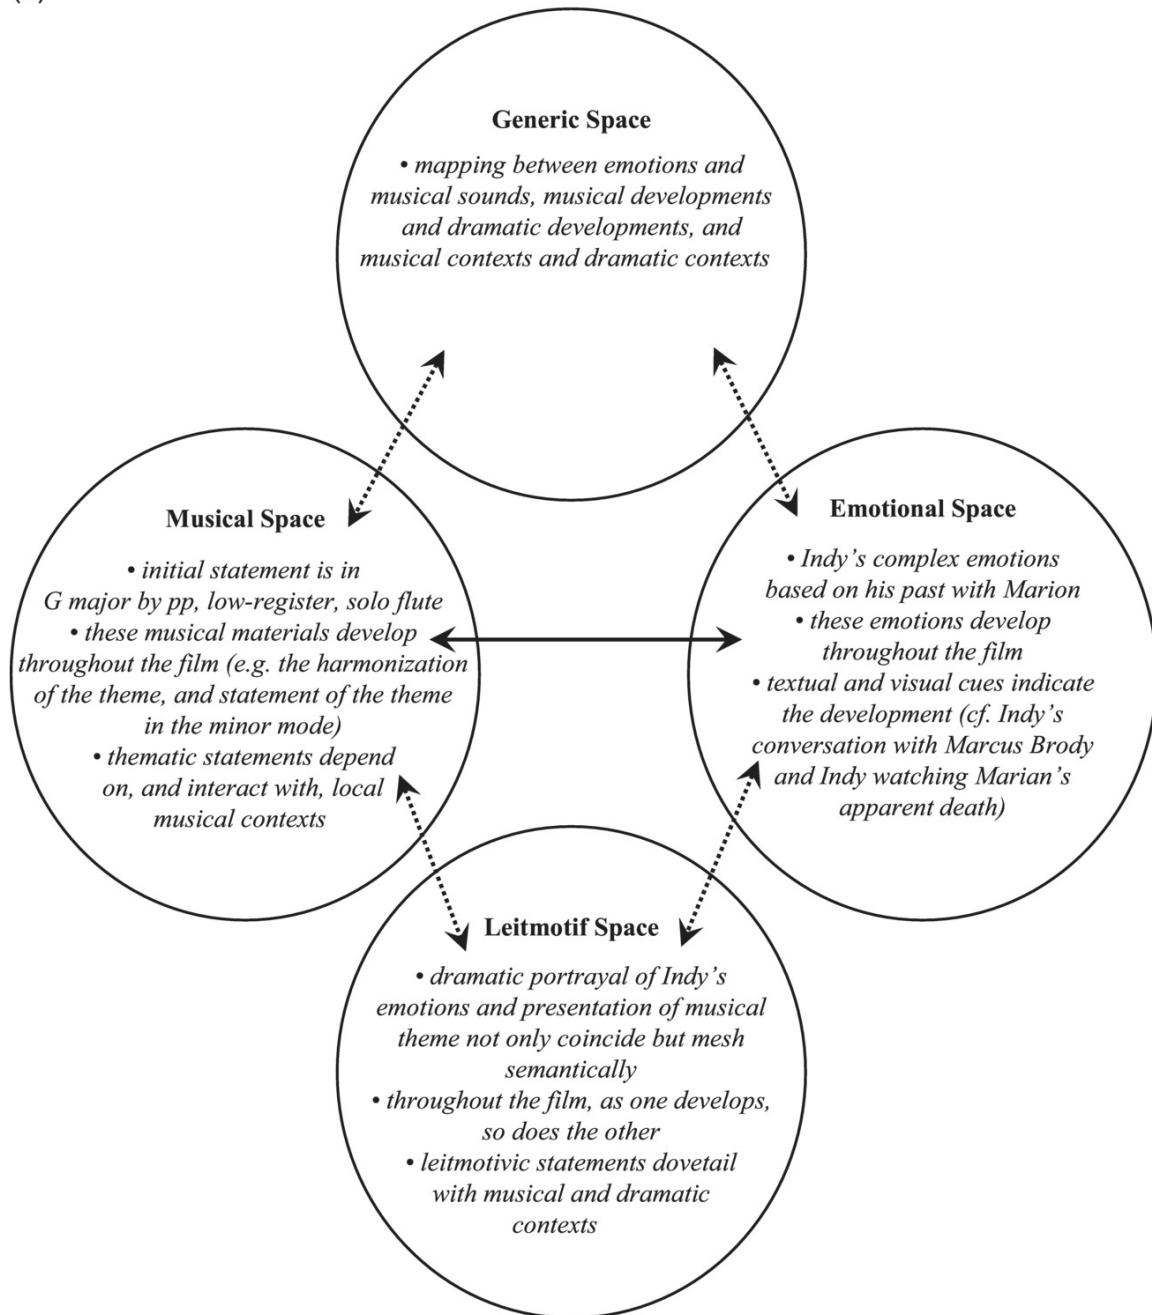 Generic Space
• mapping between emotions and
musical sounds, musical developments
and dramatic developments, and
musical contexts and dramatic contexts
Musical Space
• initial statement is in
G major by pp, low-register, solo flute
• these musical materials develop
throughout the film (e.g. the harmonization
of the theme, and statement of the theme
in the minor mode)
• thematic statements depend
on, and interact with, local
musical contexts
Emotional Space
• Indy’s complex emotions
based on his past with Marion
• these emotions develop
throughout the film
• textual and visual cues indicate
the development (cf. Indy’s
conversation with Marcus Brody
and Indy watching Marian’s
apparent death)
Leitmotif Space
• dramatic portrayal of Indy’s
emotions and presentation of musical
theme not only coincide but mesh
semantically
• throughout the film, as one develops,
so does the other
• leitmotivic statements dovetail
with musical and dramatic
contexts